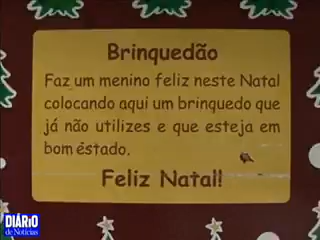 Brinquedão
Faz um menino feliz neste Natal
colocando aqui um brinquedo que
já não utilizes e que esteja em
bom estado.
Feliz Natal!
DIÁRIO
de Notícias